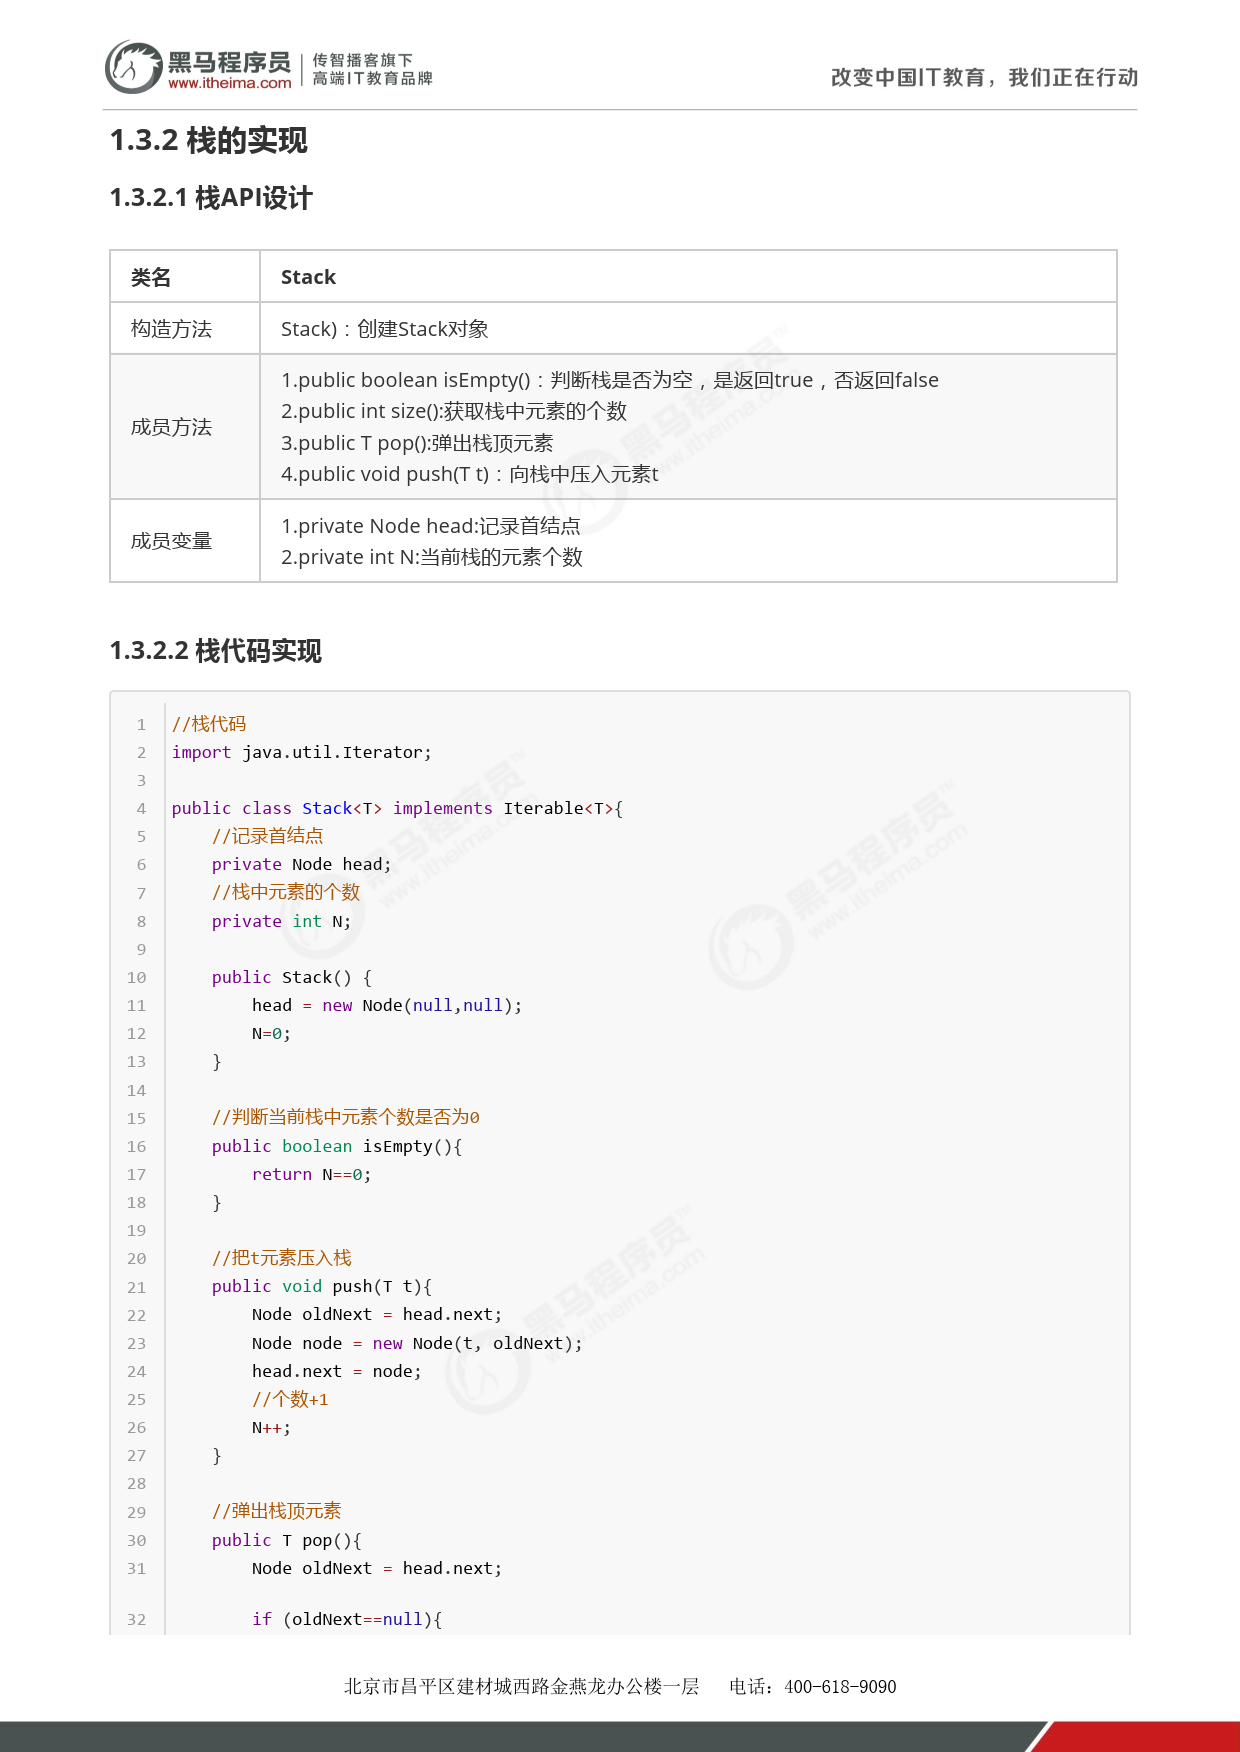 黑马程序员
www.itheima.com
传智播客旗下
高端IT教育品牌
改变中国IT教育，我们正在行动
1.3.2 栈的实现
1.3.2.1 栈API设计
类名 Stack
构造方法 Stack)：创建Stack对象
成员方法
1.public boolean isEmpty()：判断栈是否为空，是返回true，否返回false
2.public int size():获取栈中元素的个数
3.public T pop():弹出栈顶元素
4.public void push(T t)：向栈中压入元素t
成员变量
1.private Node head:记录首结点
2.private int N:当前栈的元素个数
1.3.2.2 栈代码实现
1 //栈代码
2 import java.util.Iterator;
3
4 public class Stack<T> implements Iterable<T>{
5     //记录首结点
6     private Node head;
7     //栈中元素的个数
8     private int N;
9
10     public Stack() {
11         head = new Node(null,null);
12         N=0;
13     }
14
15     //判断当前栈中元素个数是否为0
16     public boolean isEmpty(){
17         return N==0;
18     }
19
20     //把t元素压入栈
21     public void push(T t){
22         Node oldNext = head.next;
23         Node node = new Node(t, oldNext);
24         head.next = node;
25         //个数+1
26         N++;
27     }
28
29     //弹出栈顶元素
30     public T pop(){
31         Node oldNext = head.next;
32         if (oldNext==null){
北京市昌平区建材城西路金燕龙办公楼一层 电话：400-618-9090